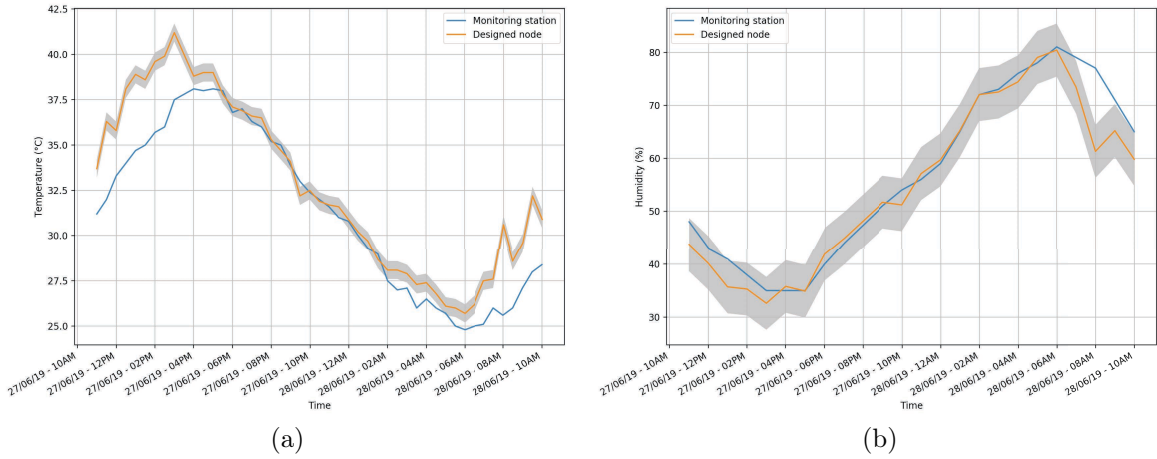 42.5
40.0
37.5
35.0
32.5
30.0
27.5
25.0
Temperature (°C)
Monitoring station
Designed node
27/06/19 - 10AM
27/06/19 - 12PM
27/06/19 - 02PM
27/06/19 - 04PM
27/06/19 - 06PM
27/06/19 - 08PM
27/06/19 - 10PM
28/06/19 - 12AM
28/06/19 - 02AM
28/06/19 - 04AM
28/06/19 - 06AM
28/06/19 - 08AM
28/06/19 - 10AM
Time
(a)
80
70
60
50
40
30
Humidity (%)
Monitoring station
Designed node
27/06/19 - 10AM
27/06/19 - 12PM
27/06/19 - 02PM
27/06/19 - 04PM
27/06/19 - 06PM
27/06/19 - 08PM
27/06/19 - 10PM
28/06/19 - 12AM
28/06/19 - 02AM
28/06/19 - 04AM
28/06/19 - 06AM
28/06/19 - 08AM
28/06/19 - 10AM
Time
(b)